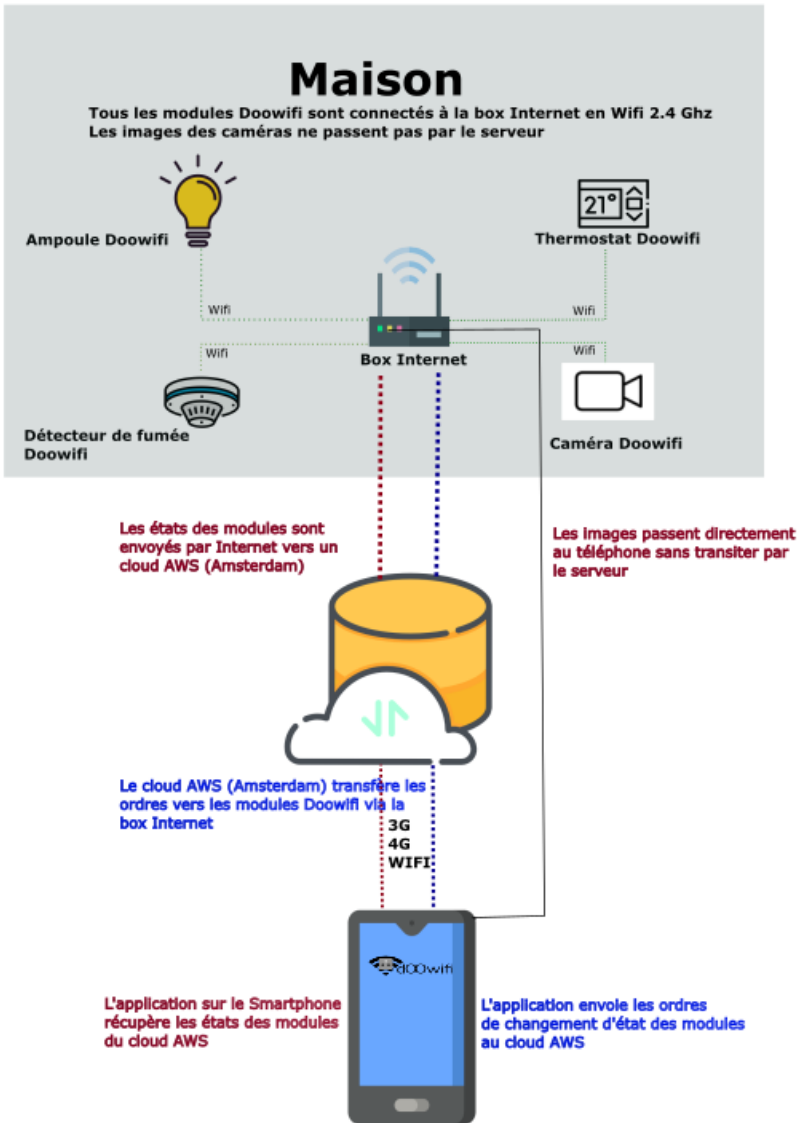 Maison
Tous les modules Doowifi sont connectés à la box Internet en Wifi 2.4 Ghz
Les images des caméras ne passent pas par le serveur
Ampoule Doowifi
21°
Thermostat Doowifi
Wifi
Wifi
Wifi
Wifi
Box Internet
Détecteur de fumée
Doowifi
Caméra Doowifi
Les états des modules sont
envoyés par Internet vers un
cloud AWS (Amsterdam)
Les images passent directement
au téléphone sans transiter par
le serveur
Le cloud AWS (Amsterdam) transfère les
ordres vers les modules Doowifi via la
box Internet
3G
4G
WIFI
dOOwifi
L'application sur le Smartphone
récupère les états des modules
du cloud AWS
L'application envoie les ordres
de changement d'état des modules
au cloud AWS